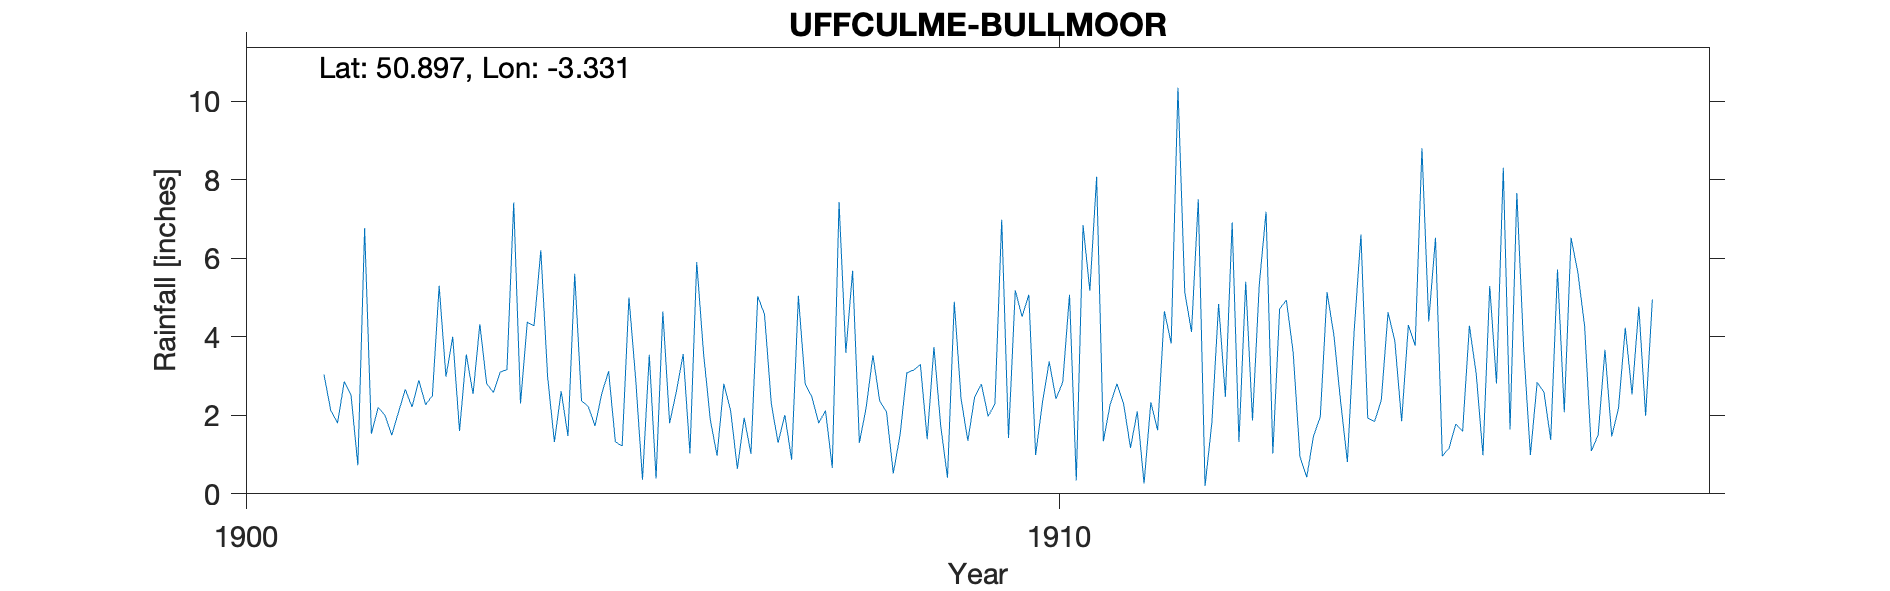 UFFCULME-BULLMOOR
Lat: 50.897, Lon: -3.331
10
8
6
4
2
0
Rainfall [inches]
1900
1910
Year